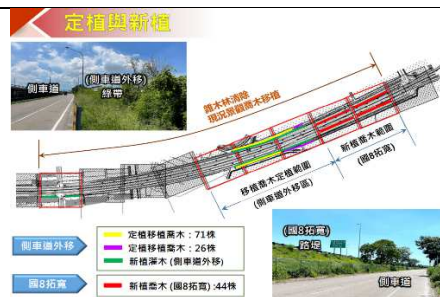 定植與新植
側車道
(側車道外移)
綠帶
雜木林清除
現況景觀喬木移植
移植喬木定植範圍
(側車道外移區)
新植喬木範圍
(國8拓寬)
側車道外移
定植移植喬木：71株
定植移植喬木：26株
新植灌木 (側車道外移)
國8拓寬
新植喬木 (國8拓寬) :44株
(國8拓寬)
路堤
側車道